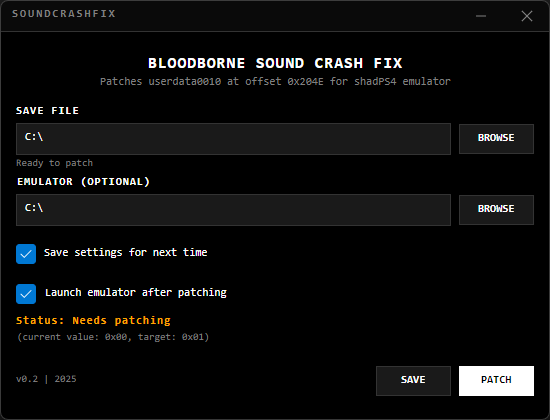 SOUNDCRASHFIX
BLOODBORNE SOUND CRASH FIX
Patches userdata0010 at offset 0x204E for shadPS4 emulator
SAVE FILE
C:\
BROWSE
Ready to patch
EMULATOR (OPTIONAL)
C:\
BROWSE
Save settings for next time
Launch emulator after patching
Status: Needs patching
(current value: 0x00, target: 0x01)
v0.2 | 2025
SAVE
PATCH